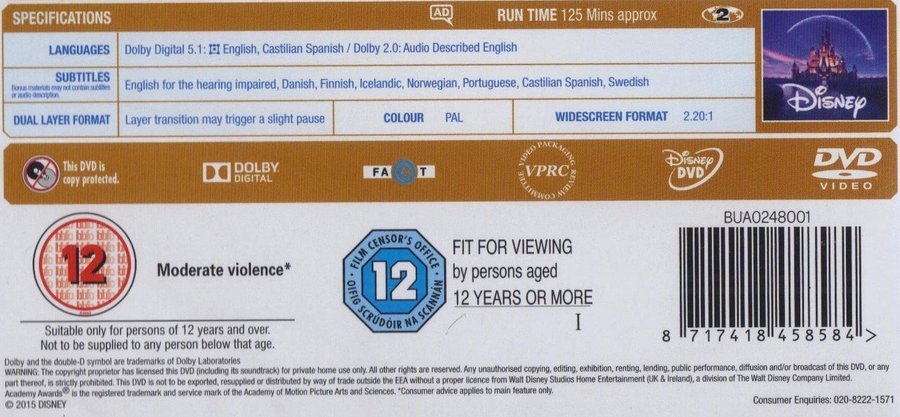 SPECIFICATIONS
AD
RUN TIME 125 Mins approx
2
LANGUAGES
Dolby Digital 5.1: English, Castilian Spanish / Dolby 2.0: Audio Described English
SUBTITLES
Bonus materials may not contain subtitles
or audio description.
English for the hearing impaired, Danish, Finnish, Icelandic, Norwegian, Portuguese, Castilian Spanish, Swedish
DUAL LAYER FORMAT
Layer transition may trigger a slight pause
COLOUR PAL
WIDESCREEN FORMAT 2.20:1
Disney
This DVD is
copy protected.
DOLBY
DIGITAL
FACT
VIDEO PACKAGING
VPRC
REVIEW COMMITTEE
Disney
DVD
DVD
VIDEO
12
Moderate violence*
Suitable only for persons of 12 years and over.
Not to be supplied to any person below that age.
FILM CENSOR'S OFFICE
12
OIFIG SCRÚDÓIR NA SCANNÁN
FIT FOR VIEWING
by persons aged
12 YEARS OR MORE
I
BUA0248001
8 717418 458584 >
Dolby and the double-D symbol are trademarks of Dolby Laboratories
WARNING: The copyright proprietor has licensed this DVD (including its soundtrack) for private home use only. All other rights are reserved. Any unauthorised copying, editing, exhibition, renting, lending, public performance, diffusion and/or broadcast of this DVD, or any
part thereof, is strictly prohibited. This DVD is not to be exported, resupplied or distributed by way of trade outside the EEA without a proper licence from Walt Disney Studios Home Entertainment (UK & Ireland), a division of The Walt Disney Company Limited.
Academy Awards® is the registered trademark and service mark of the Academy of Motion Picture Arts and Sciences. *Consumer advice applies to main feature only.
© 2015 DISNEY
Consumer Enquiries: 020-8222-1571